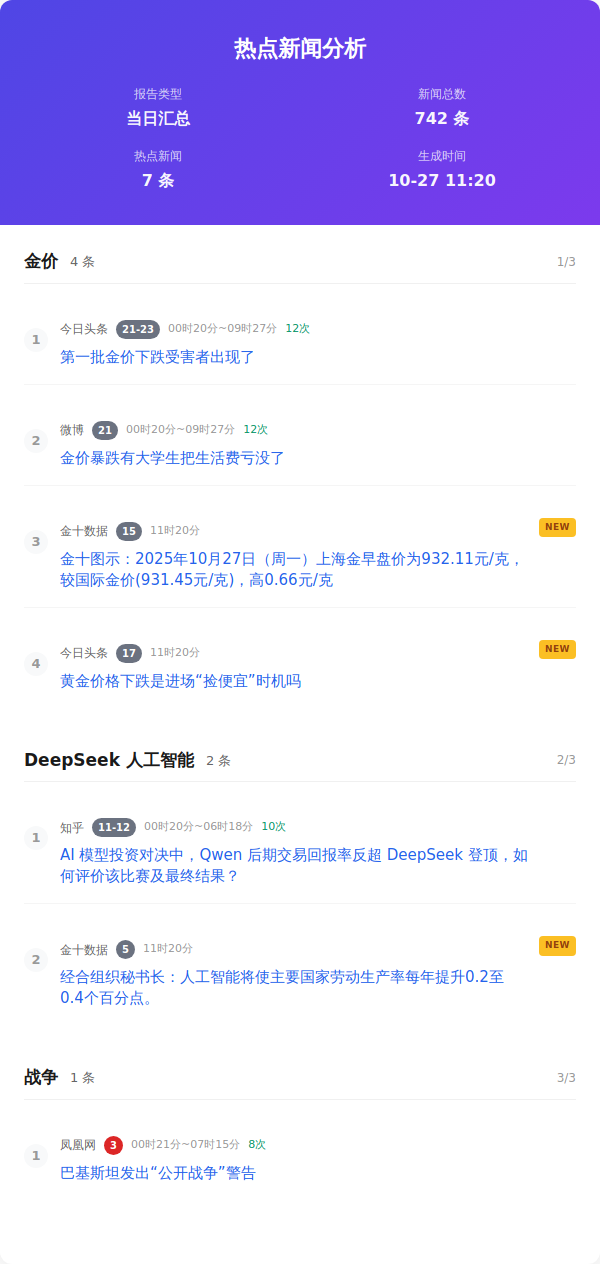 热点新闻分析
报告类型
当日汇总
新闻总数
742 条
热点新闻
7 条
生成时间
10-27 11:20
金价 4 条 1/3
1 今日头条 21-23 00时20分~09时27分 12次
第一批金价下跌受害者出现了
2 微博 21 00时20分~09时27分 12次
金价暴跌有大学生把生活费亏没了
3 金十数据 15 11时20分 NEW
金十图示：2025年10月27日（周一）上海金早盘价为932.11元/克，
较国际金价(931.45元/克)，高0.66元/克
4 今日头条 17 11时20分 NEW
黄金价格下跌是进场“捡便宜”时机吗
DeepSeek 人工智能 2 条 2/3
1 知乎 11-12 00时20分~06时18分 10次
AI 模型投资对决中，Qwen 后期交易回报率反超 DeepSeek 登顶，如
何评价该比赛及最终结果？
2 金十数据 5 11时20分 NEW
经合组织秘书长：人工智能将使主要国家劳动生产率每年提升0.2至
0.4个百分点。
战争 1 条 3/3
1 凤凰网 3 00时21分~07时15分 8次
巴基斯坦发出“公开战争”警告